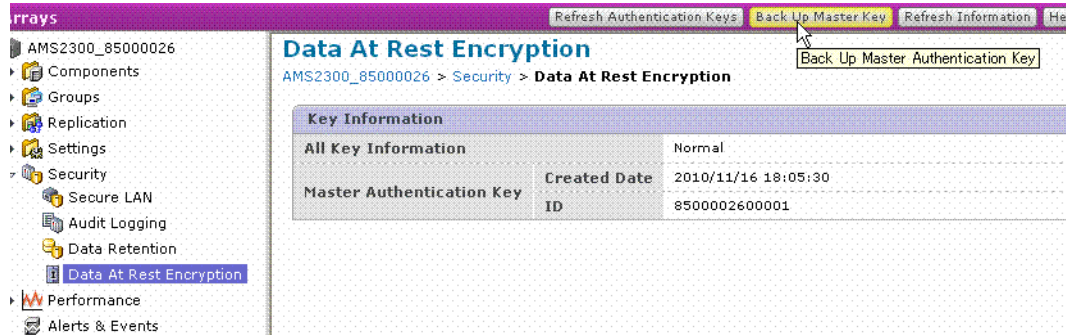 rrays
Refresh Authentication Keys
Back Up Master Key
Refresh Information
He
Back Up Master Authentication Key
AMS2300_85000026
Components
Groups
Replication
Settings
Security
Secure LAN
Audit Logging
Data Retention
Data At Rest Encryption
Performance
Alerts & Events
Data At Rest Encryption
AMS2300_85000026 > Security > Data At Rest Encryption
Key Information
All Key Information Normal
Master Authentication Key
Created Date 2010/11/16 18:05:30
ID 8500002600001